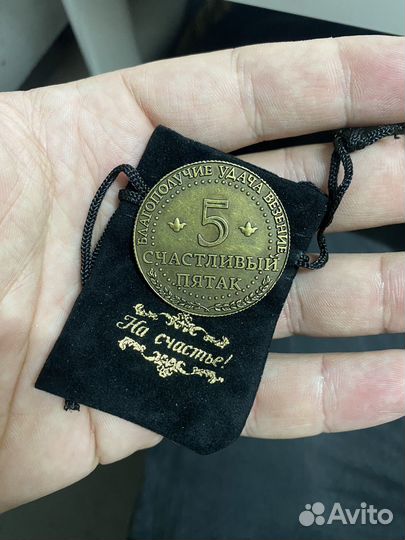 БЛАГОПОЛУЧИЕ УДАЧА ВЕЗЕНИЕ
5
СЧАСТЛИВЫЙ
ПЯТАК
На счастье!
Avito